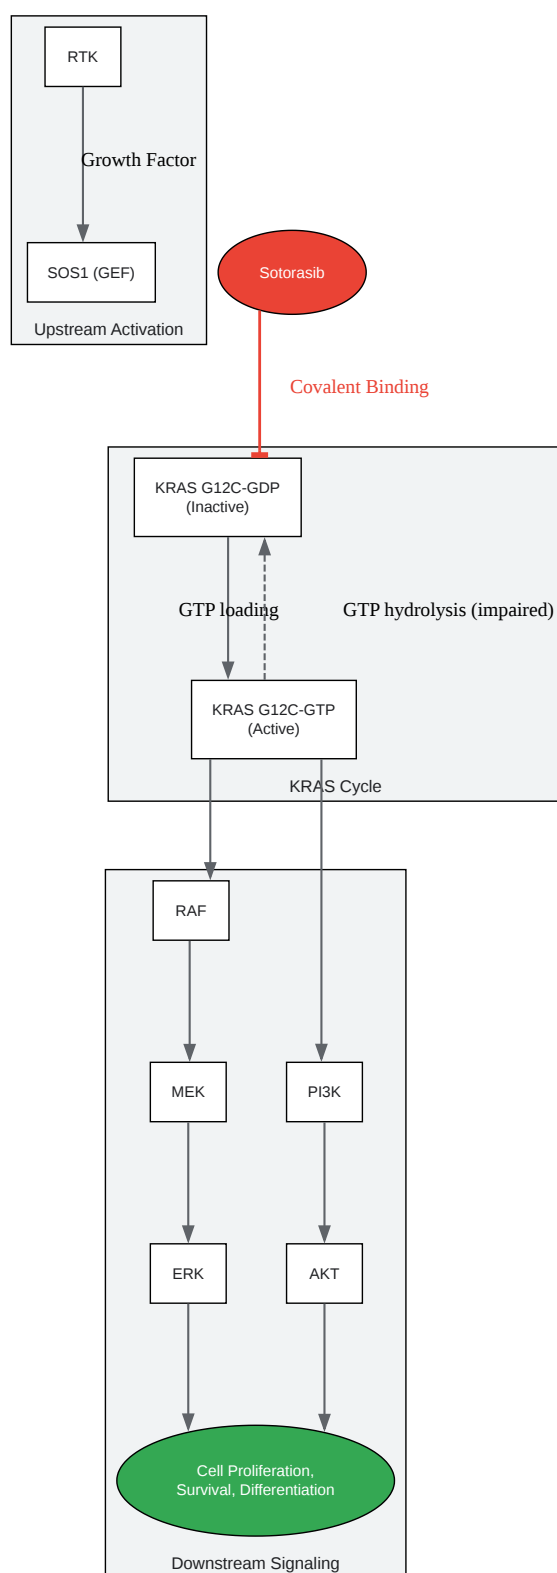 RTK
Growth Factor
SOS1 (GEF)
Upstream Activation
Sotorasib
Covalent Binding
KRAS G12C-GDP
(Inactive)
GTP loading
GTP hydrolysis (impaired)
KRAS G12C-GTP
(Active)
KRAS Cycle
RAF
MEK
PI3K
ERK
AKT
Cell Proliferation,
Survival, Differentiation
Downstream Signaling